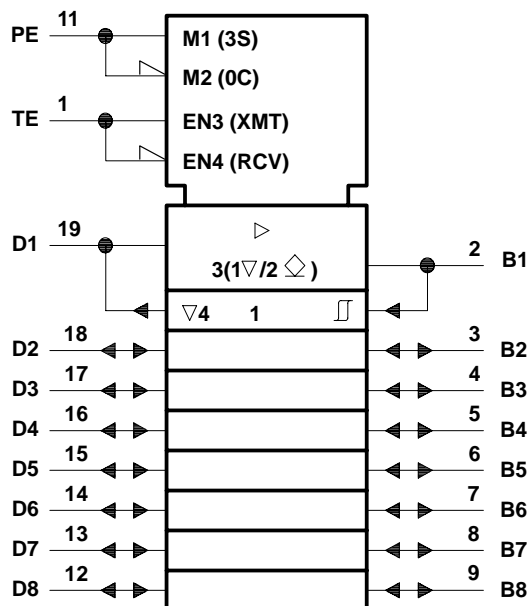 PE 11 M1 (3S)
M2 (0C)
TE 1 EN3 (XMT)
EN4 (RCV)
D1 19 ▷
3(1▽/2 ◇) 2 B1
▽4 1
D2 18 3 B2
D3 17 4 B3
D4 16 5 B4
D5 15 6 B5
D6 14 7 B6
D7 13 8 B7
D8 12 9 B8